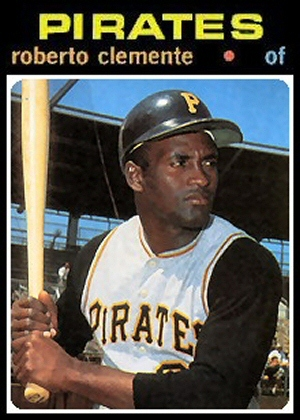 PIRATES
roberto clemente • of
P
PIRATES